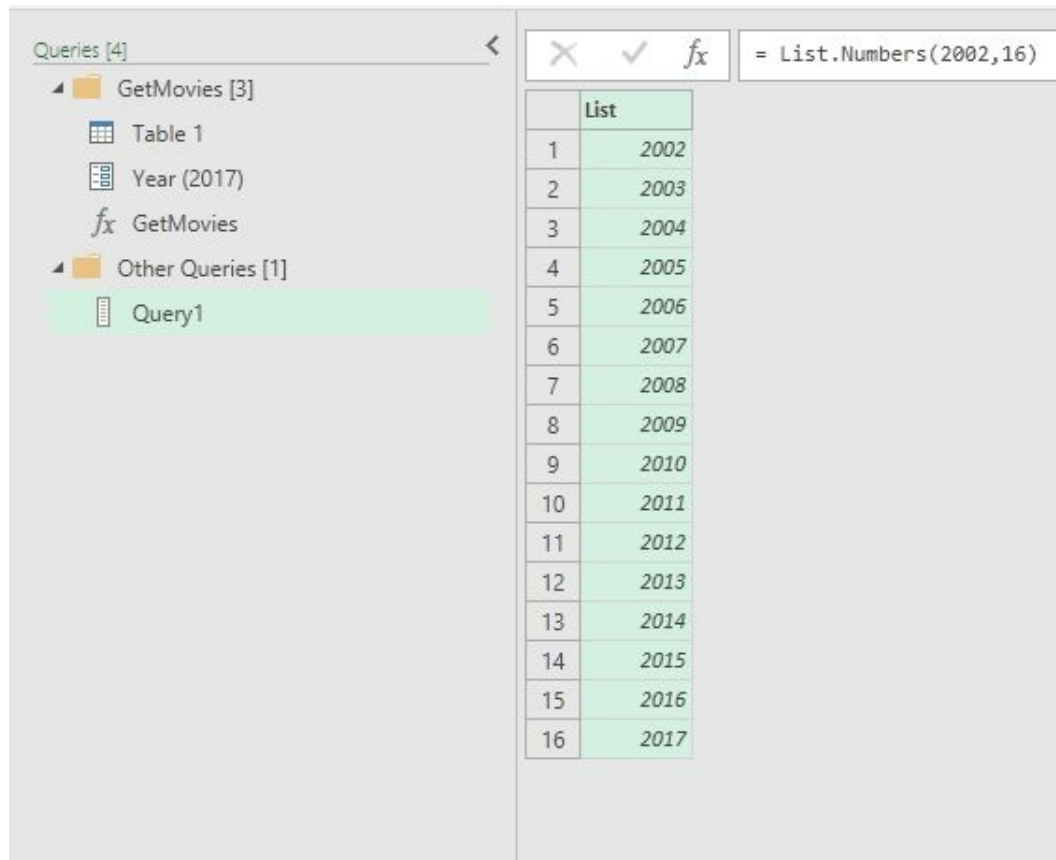 Queries [4]
GetMovies [3]
Table 1
Year (2017)
fx GetMovies
Other Queries [1]
Query1
fx = List.Numbers(2002,16)
List
1 2002
2 2003
3 2004
4 2005
5 2006
6 2007
7 2008
8 2009
9 2010
10 2011
11 2012
12 2013
13 2014
14 2015
15 2016
16 2017